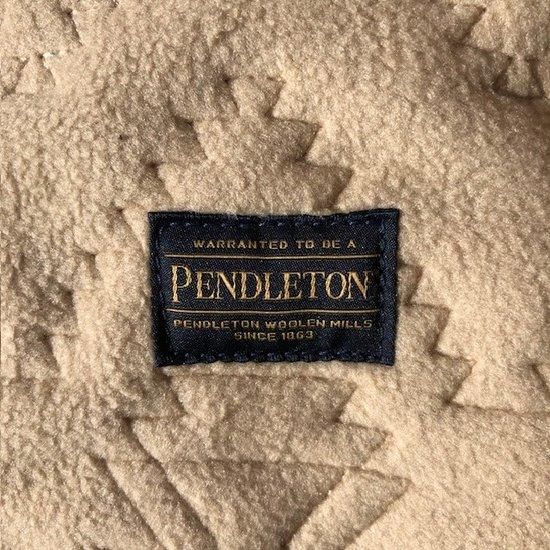 WARRANTED TO BE A
PENDLETON
PENDLETON WOOLEN MILLS
SINCE 1863